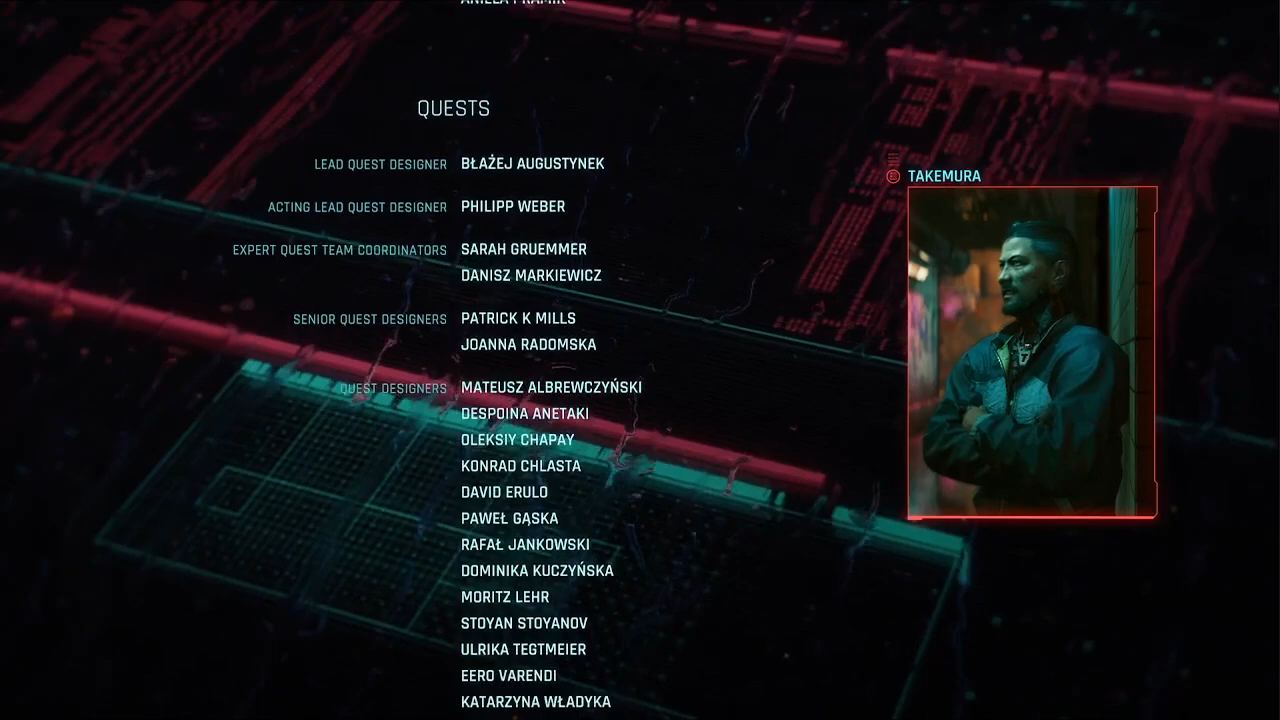 QUESTS
LEAD QUEST DESIGNER BŁAŻEJ AUGUSTYNEK
ACTING LEAD QUEST DESIGNER PHILIPP WEBER
EXPERT QUEST TEAM COORDINATORS SARAH GRUEMMER
DANISZ MARKIEWICZ
SENIOR QUEST DESIGNERS PATRICK K MILLS
JOANNA RADOMSKA
QUEST DESIGNERS MATEUSZ ALBREWCZYŃSKI
DESPOINA ANETAKI
OLEKSIY CHAPAY
KONRAD CHLASTA
DAVID ERULO
PAWEŁ GĄSKA
RAFAŁ JANKOWSKI
DOMINIKA KUCZYŃSKA
MORITZ LEHR
STOYAN STOYANOV
ULRIKA TEGTMEIER
EERO VARENDI
KATARZYNA WŁADYKA
TAKEMURA